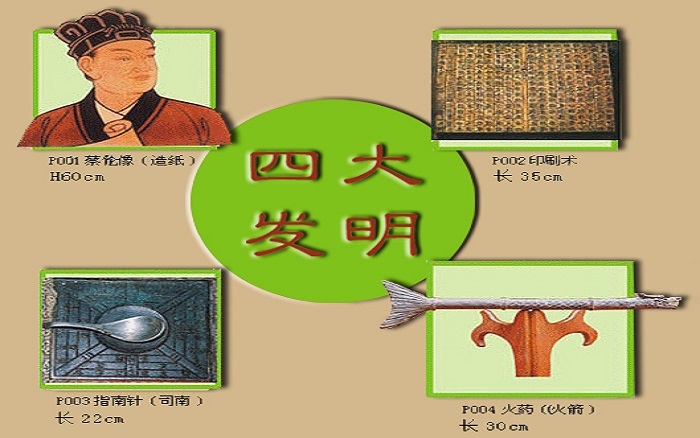 P001 蔡伦像（造纸）
H60cm
P002 印刷术
长 35cm
四大
发明
P003 指南针（司南）
长 22cm
P004 火药（火箭）
长 30cm